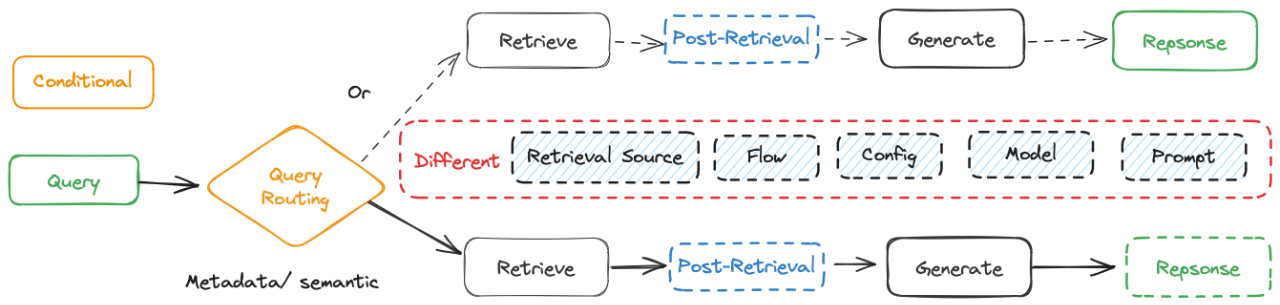 Retrieve
Post-Retrieval
Generate
Repsonse
Conditional
Or
Different
Retrieval Source
Flow
Config
Model
Prompt
Query
Query
Routing
Metadata/ semantic
Retrieve
Post-Retrieval
Generate
Repsonse